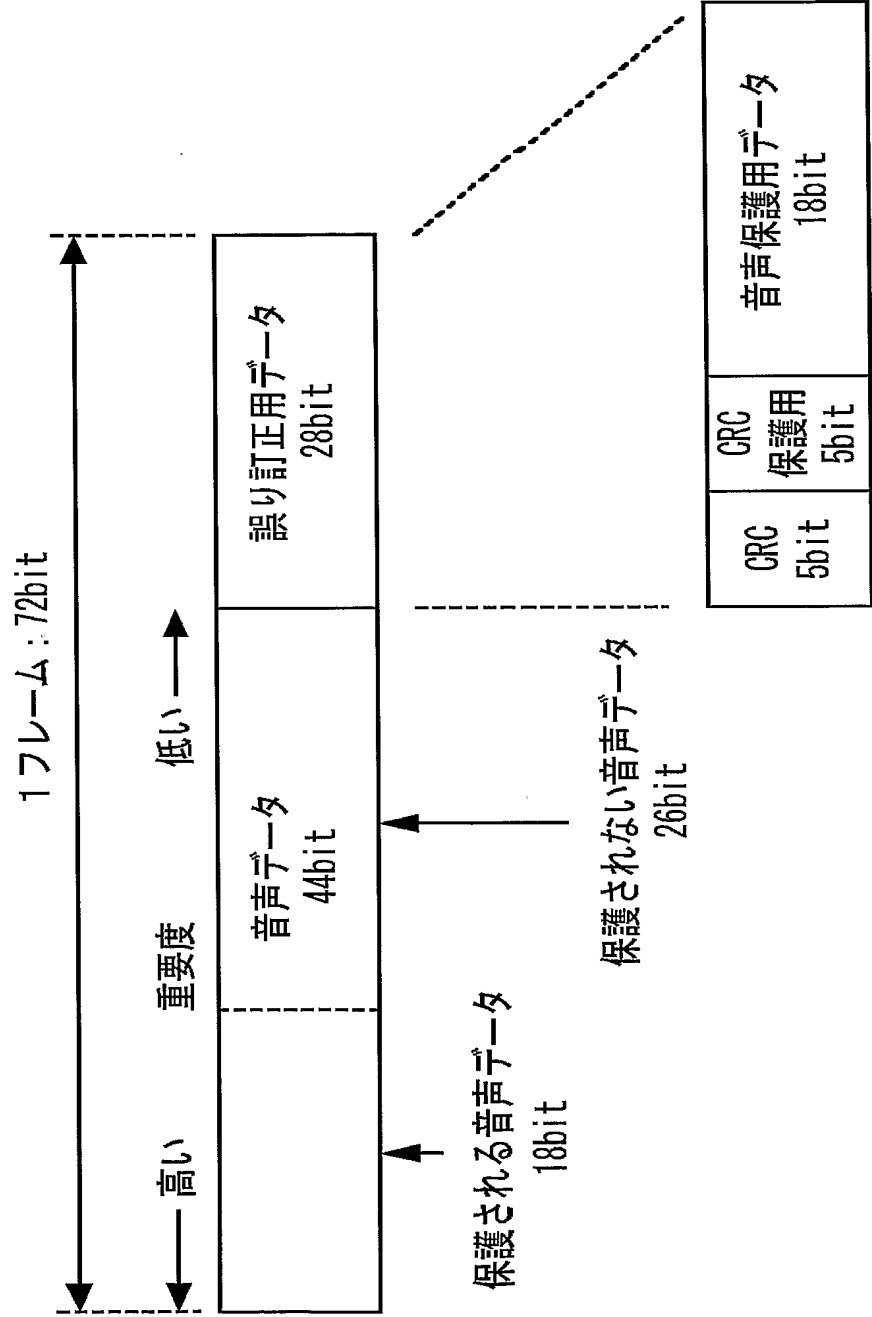 1フレーム:72bit
高い
重要度
低い
音声データ
44bit
誤り訂正用データ
28bit
保護される音声データ
18bit
保護されない音声データ
26bit
CRC
5bit
CRC
保護用
5bit
音声保護用データ
18bit